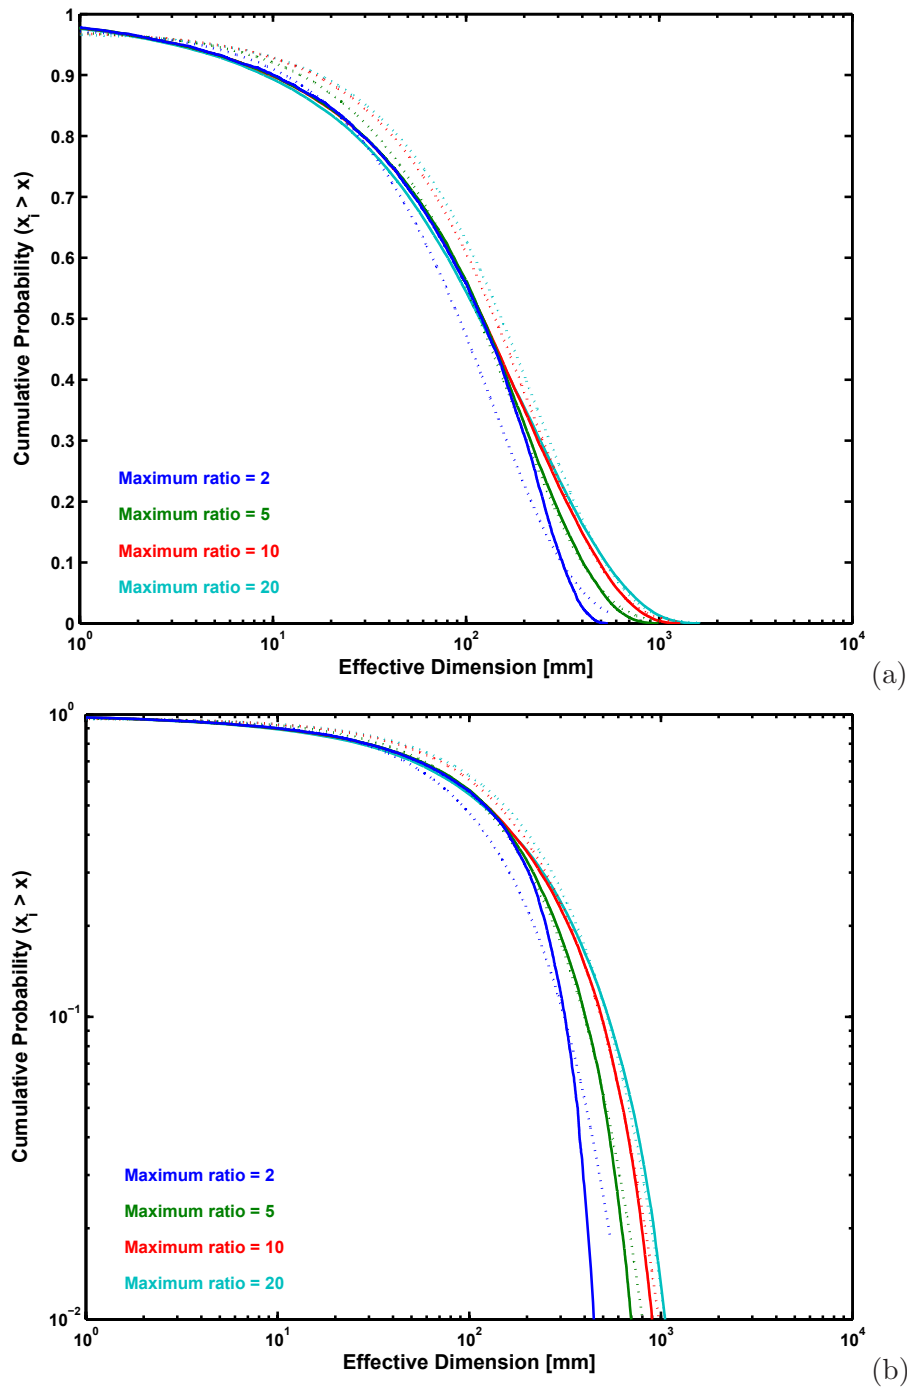 1
0.9
0.8
0.7
0.6
0.5
0.4
0.3
0.2
0.1
0
Cumulative Probability (x_i > x)
Maximum ratio = 2
Maximum ratio = 5
Maximum ratio = 10
Maximum ratio = 20
10^0 10^1 10^2 10^3 10^4
Effective Dimension [mm]
(a)
10^0
10^−1
10^−2
Cumulative Probability (x_i > x)
Maximum ratio = 2
Maximum ratio = 5
Maximum ratio = 10
Maximum ratio = 20
10^0 10^1 10^2 10^3 10^4
Effective Dimension [mm]
(b)